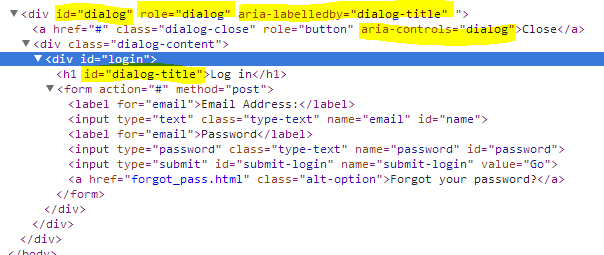 ▼<div id="dialog" role="dialog" aria-labelledby="dialog-title" ">
<a href="#" class="dialog-close" role="button" aria-controls="dialog">Close</a>
▼<div class="dialog-content">
▼<div id="login">
<h1 id="dialog-title">Log in</h1>
▼<form action="#" method="post">
<label for="email">Email Address:</label>
<input type="text" class="type-text" name="email" id="name">
<label for="email">Password</label>
<input type="password" class="type-text" name="password" id="password">
<input type="submit" id="submit-login" name="submit-login" value="Go">
<a href="forgot_pass.html" class="alt-option">Forgot your password?</a>
</form>
</div>
</div>
</div>
</body>